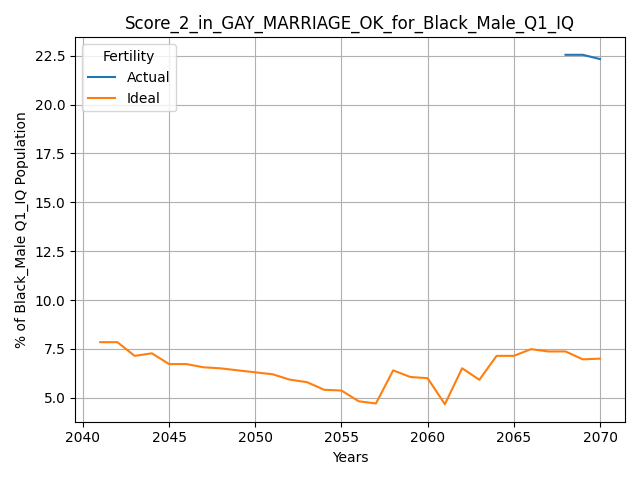 Score_2_in_GAY_MARRIAGE_OK_for_Black_Male_Q1_IQ
Fertility
Actual
Ideal
% of Black_Male Q1_IQ Population
22.5
20.0
17.5
15.0
12.5
10.0
7.5
5.0
2040
2045
2050
2055
2060
2065
2070
Years